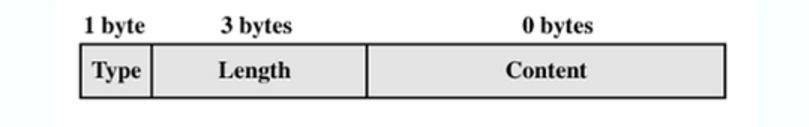 1 byte 3 bytes 0 bytes
Type Length Content